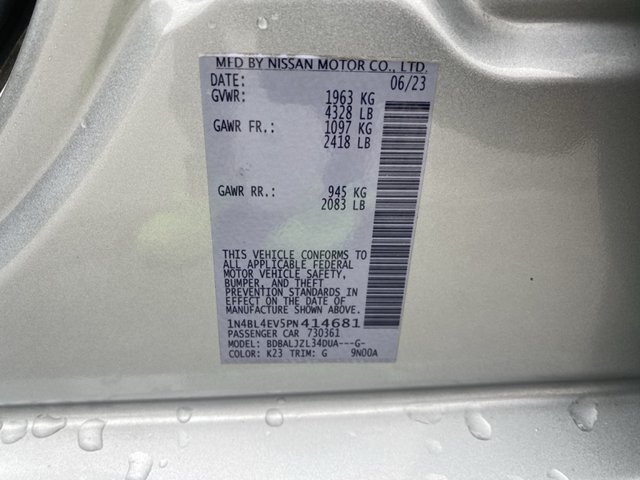 MFD BY NISSAN MOTOR CO., LTD.
DATE: 06/23
GVWR: 1963 KG
4328 LB
GAWR FR.: 1097 KG
2418 LB
GAWR RR.: 945 KG
2083 LB
THIS VEHICLE CONFORMS TO
ALL APPLICABLE FEDERAL
MOTOR VEHICLE SAFETY,
BUMPER, AND THEFT
PREVENTION STANDARDS IN
EFFECT ON THE DATE OF
MANUFACTURE SHOWN ABOVE.
1N4BL4EV5PN414681
PASSENGER CAR 730361
MODEL: BDBALJZL34DUA---G-
COLOR: K23 TRIM: G 9N00A